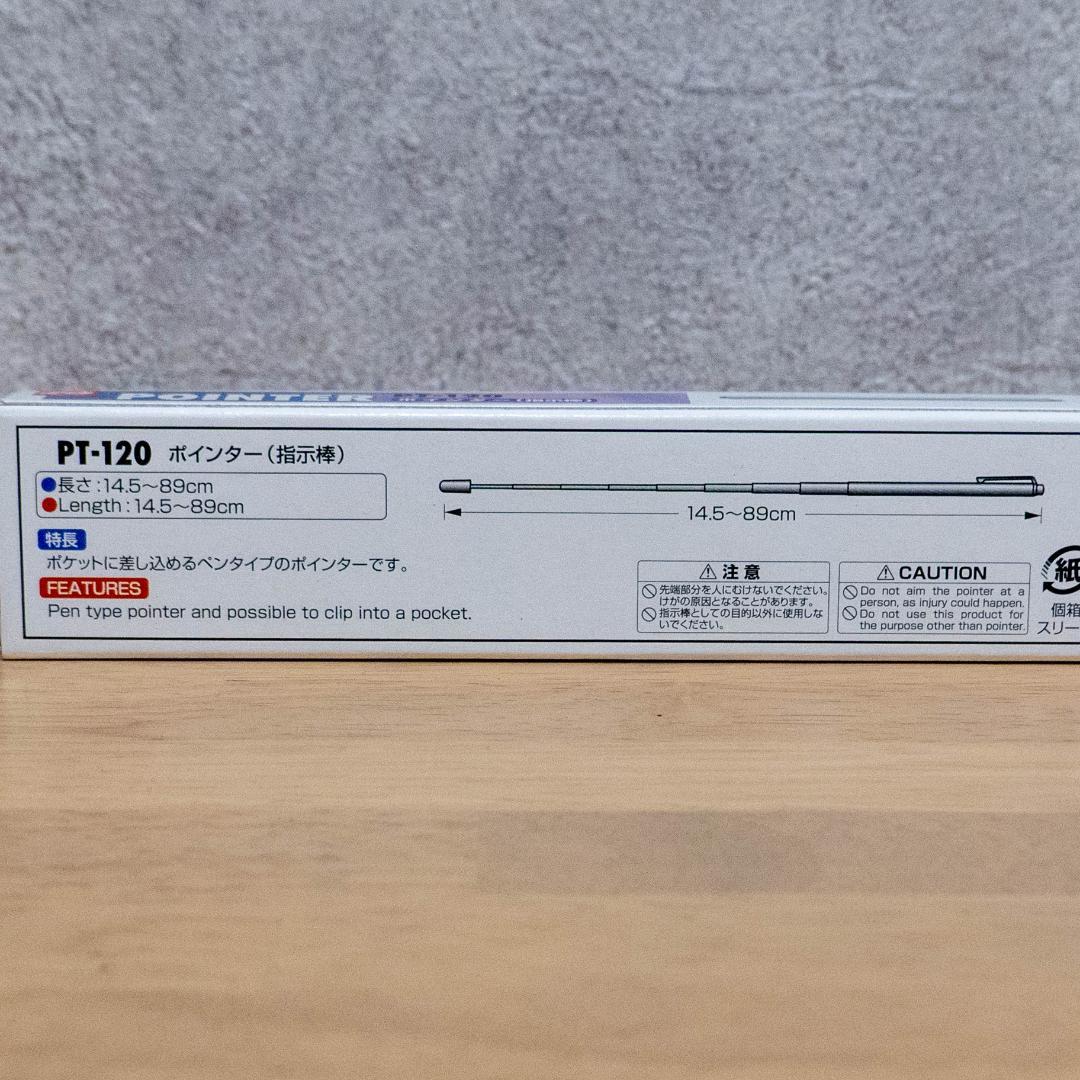 POINTER PT-120
PT-120 ポインター(指示棒)
●長さ:14.5〜89cm
●Length:14.5〜89cm
14.5〜89cm
特長
ポケットに差し込めるペンタイプのポインターです。
FEATURES
Pen type pointer and possible to clip into a pocket.
注意
先端部分を人にむけないでください。
けがの原因となることがあります。
指示棒としての目的以外に使用しな
いでください。
CAUTION
Do not aim the pointer at a
person, as injury could happen.
Do not use this product for
the purpose other than pointer.
紙
個箱
スリー